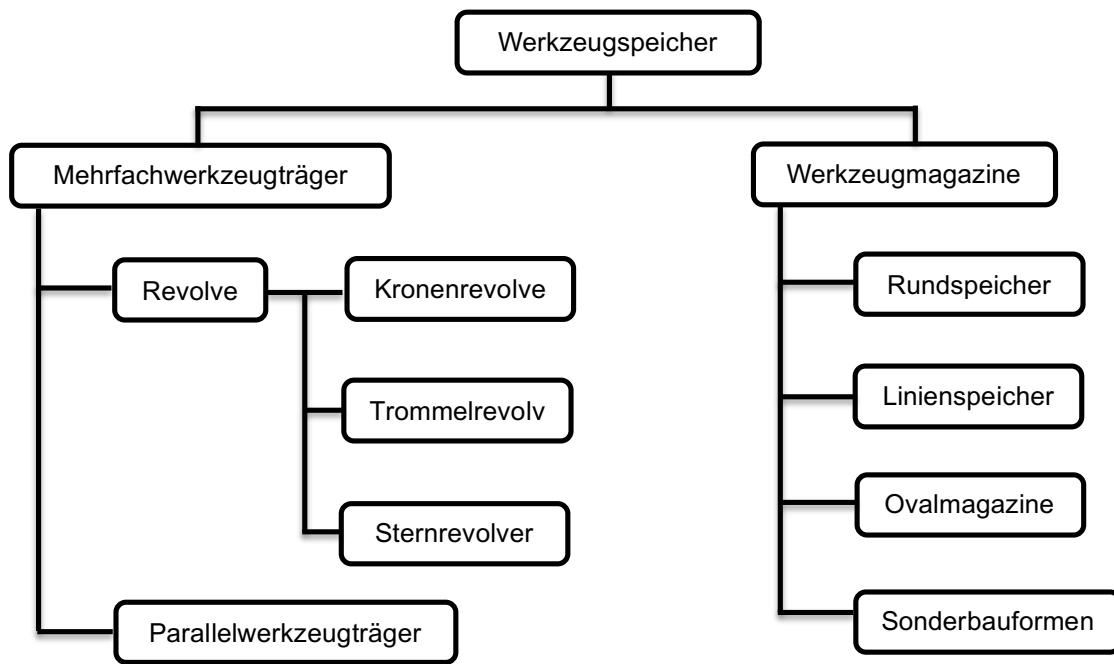 Werkzeugspeicher
Mehrfachwerkzeugträger
Werkzeugmagazine
Revolve
Kronenrevolve
Rundspeicher
Trommelrevolv
Linienspeicher
Sternrevolver
Ovalmagazine
Parallelwerkzeugträger
Sonderbauformen